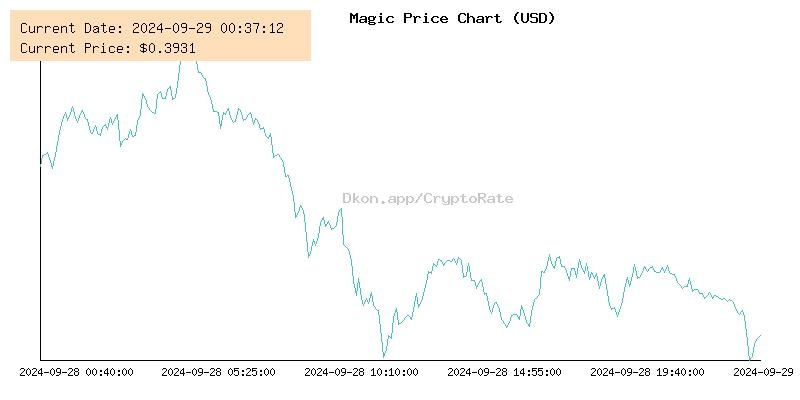 Magic Price Chart (USD)
Current Date: 2024-09-29 00:37:12
Current Price: $0.3931
Dkon.app/CryptoRate
2024-09-28 00:40:00 2024-09-28 05:25:00 2024-09-28 10:10:00 2024-09-28 14:55:00 2024-09-28 19:40:00 2024-09-29